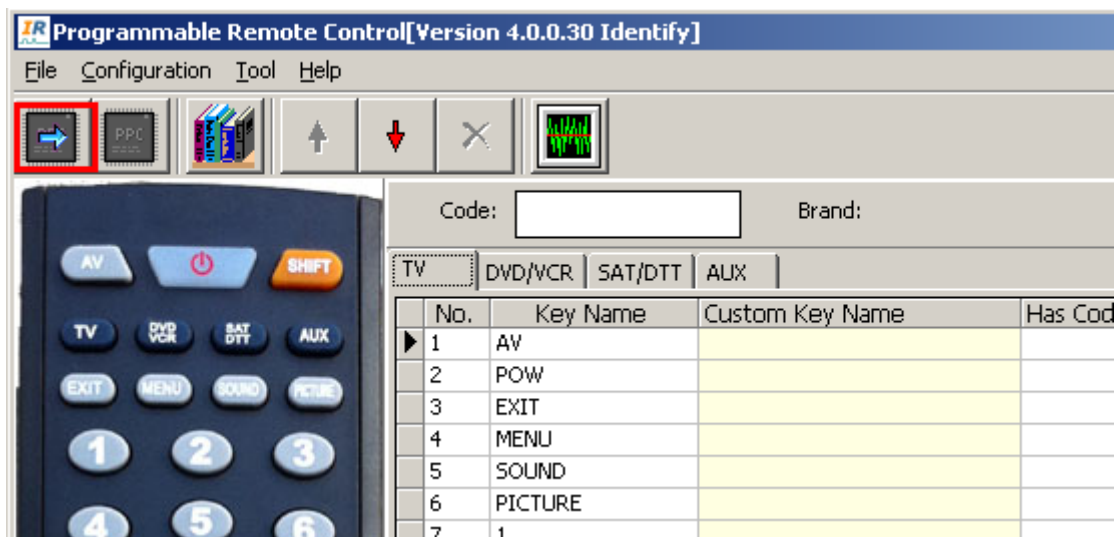 IR Programmable Remote Control[Version 4.0.0.30 Identify]
File Configuration Tool Help
PPC
Code: Brand:
AV SHIFT
TV DVD/VCR SAT/DTT AUX
No. Key Name Custom Key Name Has Cod
TV DVD VCR SAT DTT AUX
1 AV
2 POW
EXIT MENU SOUND PICTURE
3 EXIT
4 MENU
1 2 3
5 SOUND
6 PICTURE
4 5 6
7 1